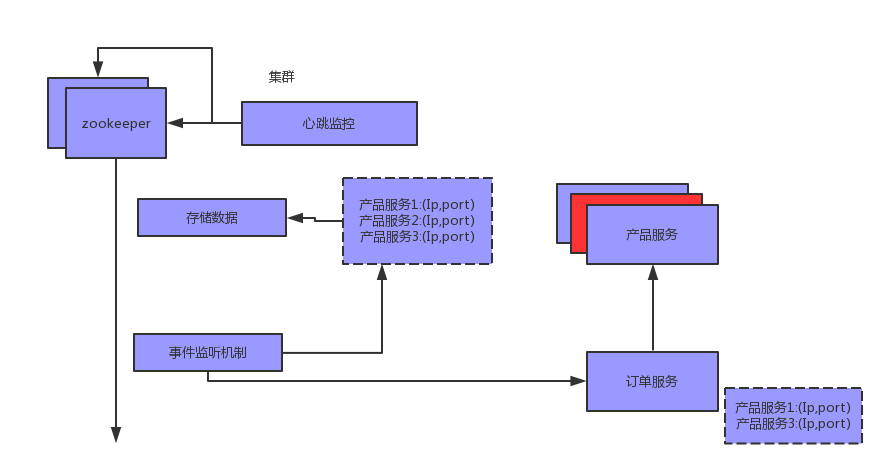 集群
zookeeper
心跳监控
存储数据
产品服务1:(Ip,port)
产品服务2:(Ip,port)
产品服务3:(Ip,port)
产品服务
事件监听机制
订单服务
产品服务1:(Ip,port)
产品服务3:(Ip,port)